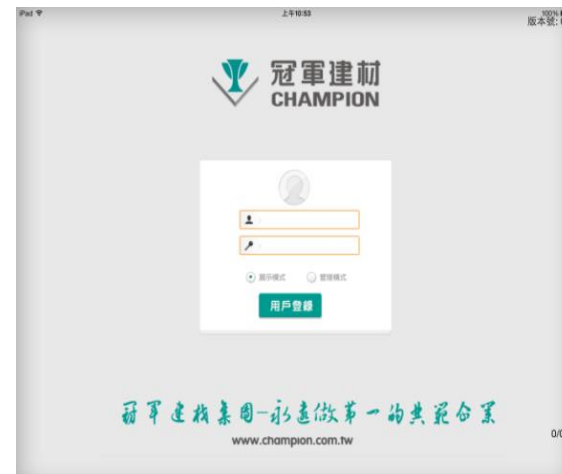 iPad 上午10:53 100%
版本號:
冠軍建材
CHAMPION
展示模式 管理模式
用戶登錄
冠軍建材集團-永遠做第一的典範企業
www.champion.com.tw
0/0